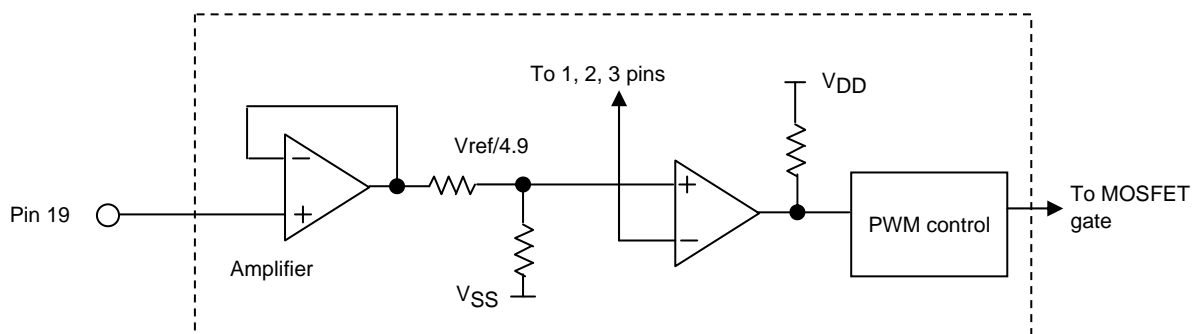 To 1, 2, 3 pins
VDD
Vref/4.9
−
+
+
−
Pin 19
Amplifier
VSS
PWM control
To MOSFET
gate